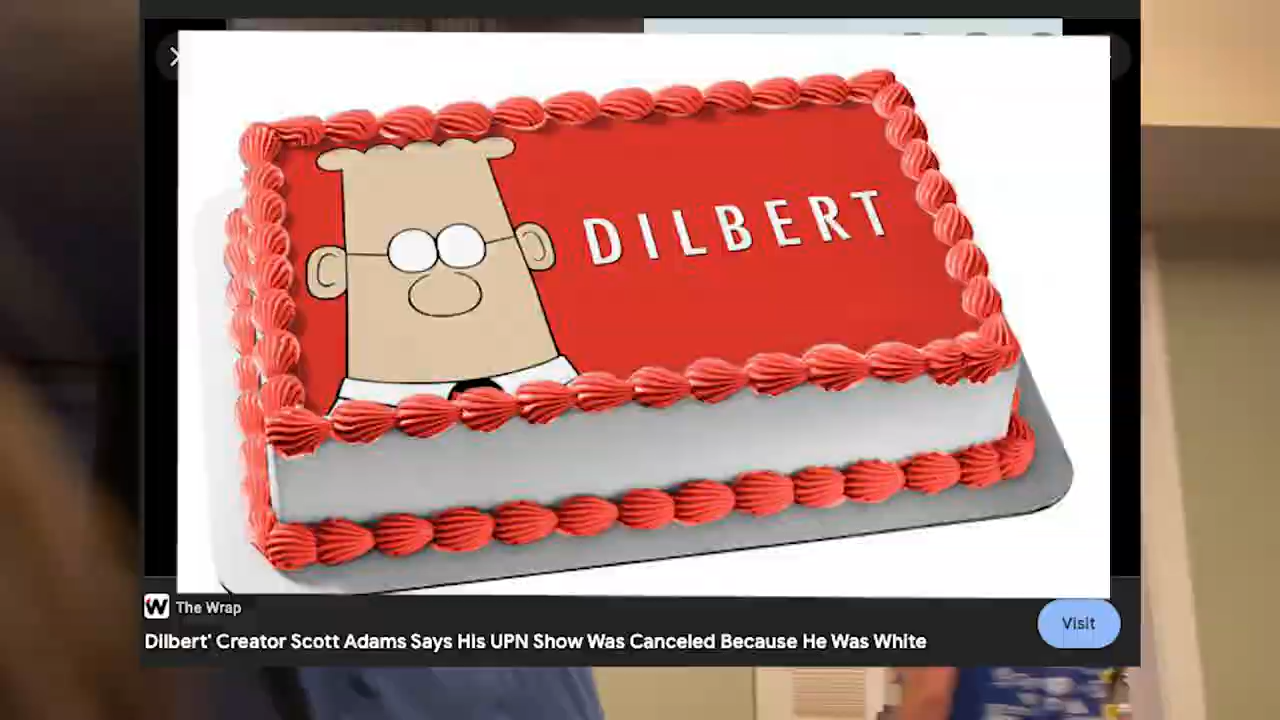 DILBERT
W The Wrap
Visit
Dilbert' Creator Scott Adams Says His UPN Show Was Canceled Because He Was White